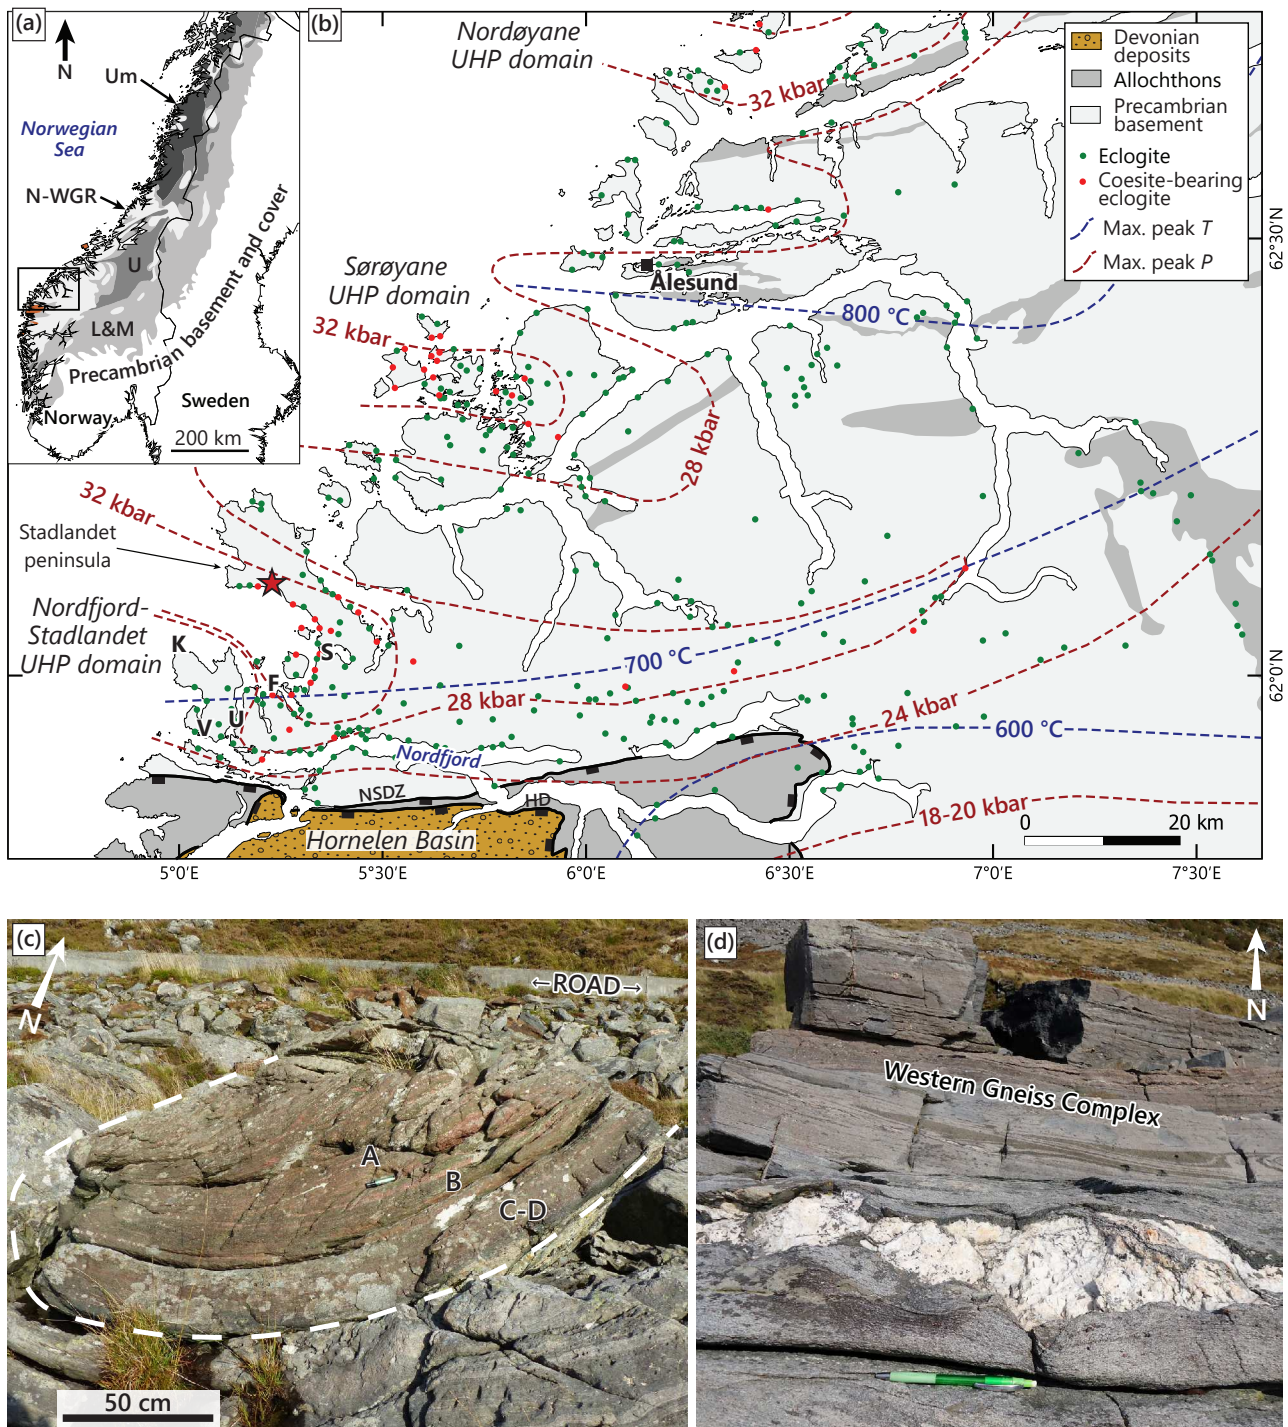 (a)
N
Um
Norwegian
Sea
N-WGR
U
L&M
Precambrian basement and cover
Norway
Sweden
200 km
(b)
Nordøyane
UHP domain
32 kbar
Devonian
deposits
Allochthons
Precambrian
basement
Eclogite
Coesite-bearing
eclogite
Max. peak T
Max. peak P
62°30'N
Sørøyane
UHP domain
Ålesund
800 °C
32 kbar
28 kbar
32 kbar
Stadlandet
peninsula
Nordfjord-
Stadlandet
UHP domain
K
S
F
V
U
700 °C
62°0'N
28 kbar
24 kbar
600 °C
Nordfjord
NSDZ
HD
Hornelen Basin
18-20 kbar
0
20 km
5°0'E
5°30'E
6°0'E
6°30'E
7°0'E
7°30'E
(c)
N
←ROAD→
A
B
C-D
50 cm
(d)
N
Western Gneiss Complex